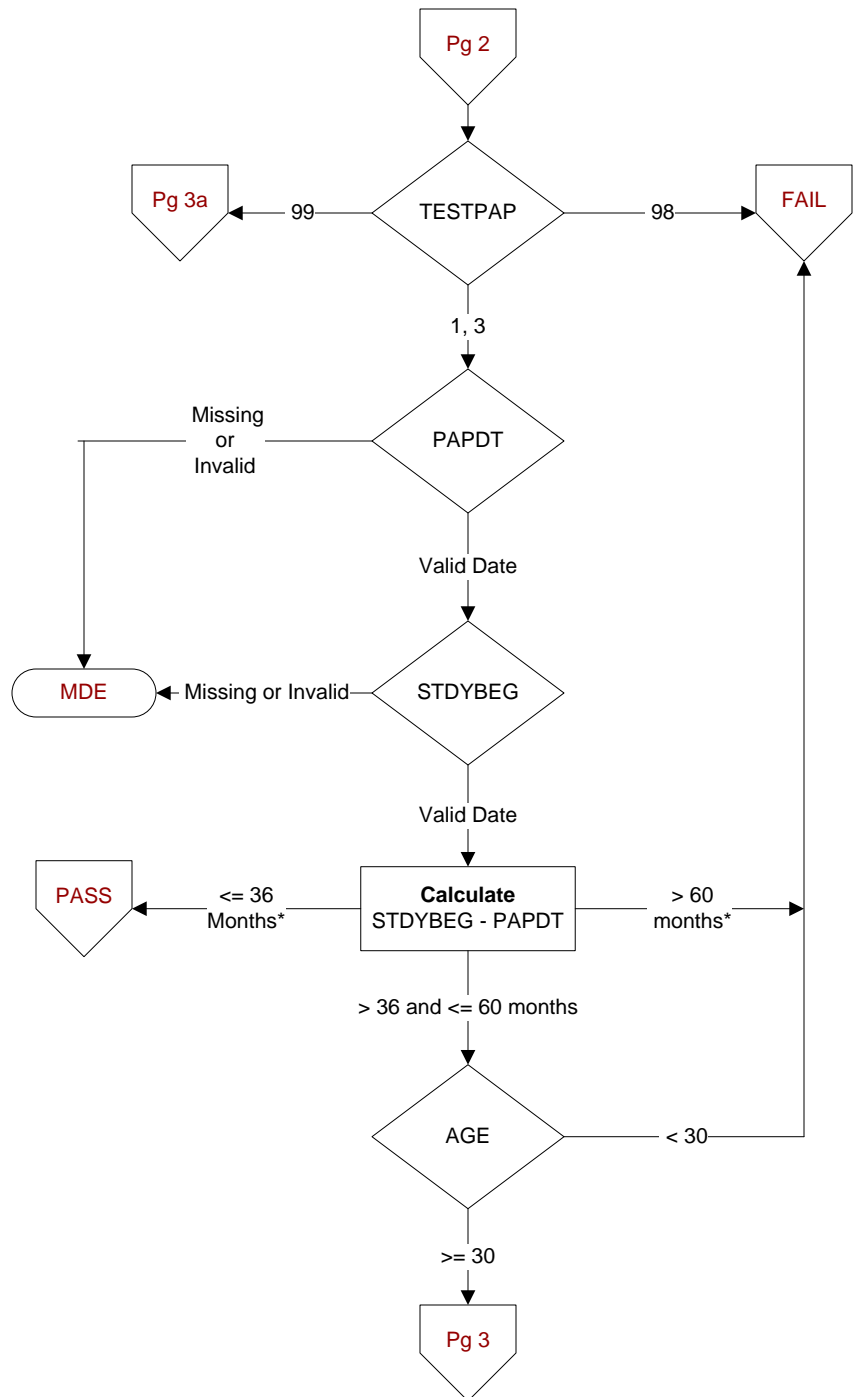 Pg 2
Pg 3a
99
TESTPAP
98
FAIL
1, 3
Missing
or
Invalid
PAPDT
Valid Date
MDE
Missing or Invalid
STDYBEG
Valid Date
PASS
<= 36
Months*
Calculate
STDYBEG - PAPDT
> 60
months*
> 36 and <= 60 months
AGE
< 30
>= 30
Pg 3